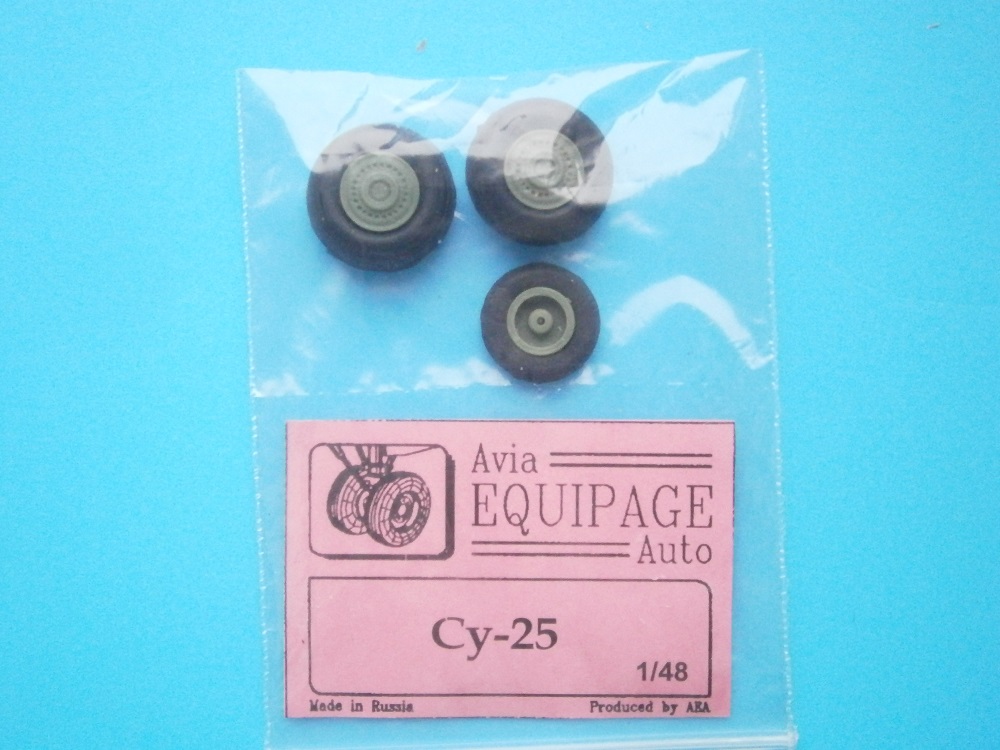 Avia
EQUIPAGE
Auto
Су-25
1/48
Made in Russia
Produced by AEA